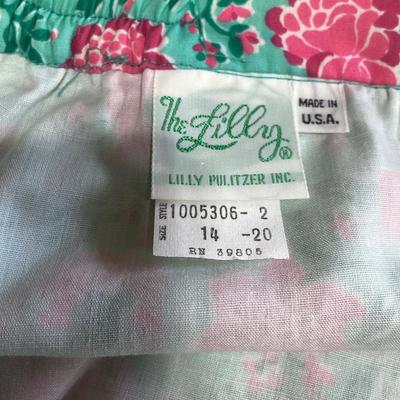 The Lilly ®
MADE IN
U.S.A.
LILLY PULITZER INC.
STYLE 1005306- 2
SIZE 14 -20
RN 39805